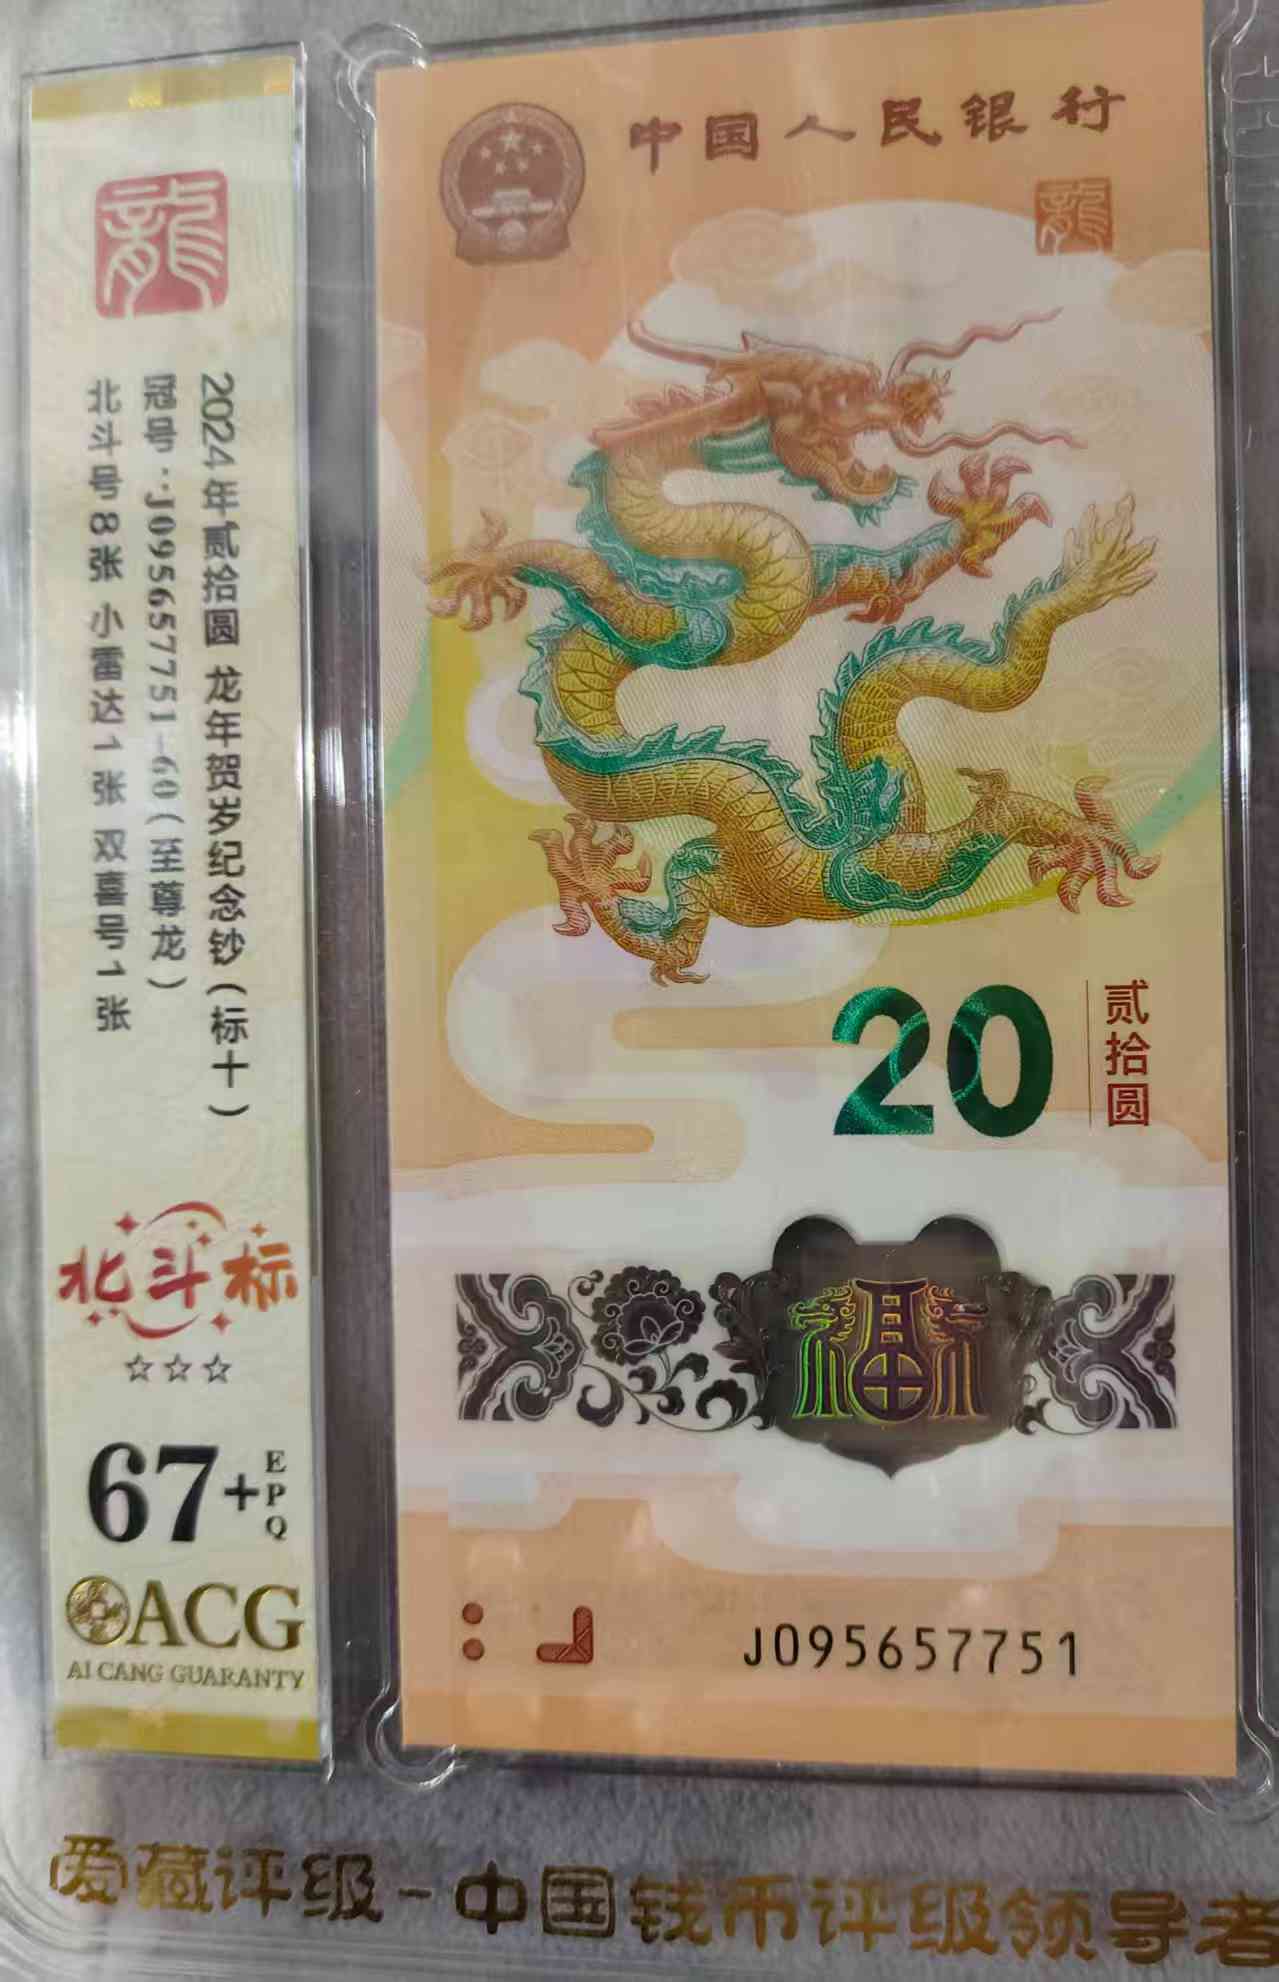 龍
2024年贰拾圆 龙年贺岁纪念钞(标十)
冠号:J095657751-60(至尊龙)
北斗号8张 小雷达1张 双喜号1张
北斗标
☆☆☆
67+EPQ
ACG
AI CANG GUARANTY
中国人民银行
龍
20
贰拾圆
福
J095657751
爱藏评级-中国钱币评级领导者